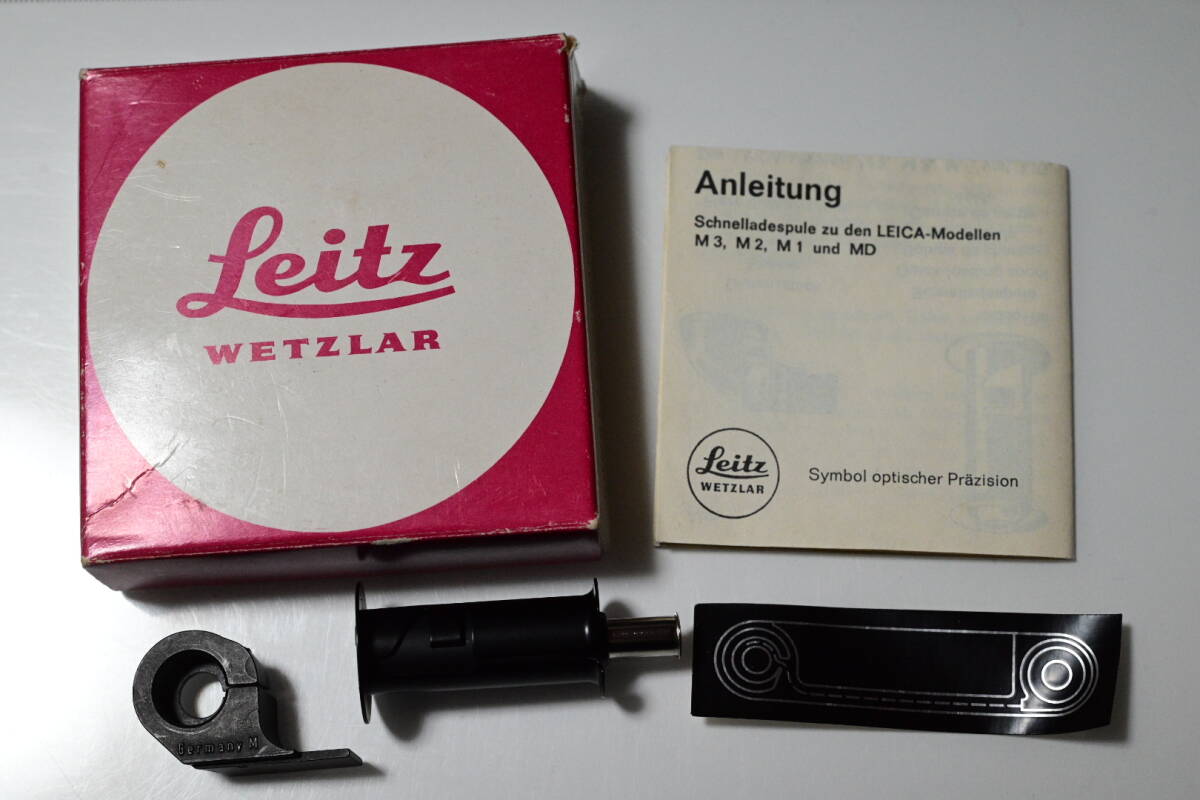 Leitz
WETZLAR
Anleitung
Schnelladespule zu den LEICA-Modellen
M 3, M 2, M 1 und MD
Leitz
WETZLAR
Symbol optischer Präzision
Germany M